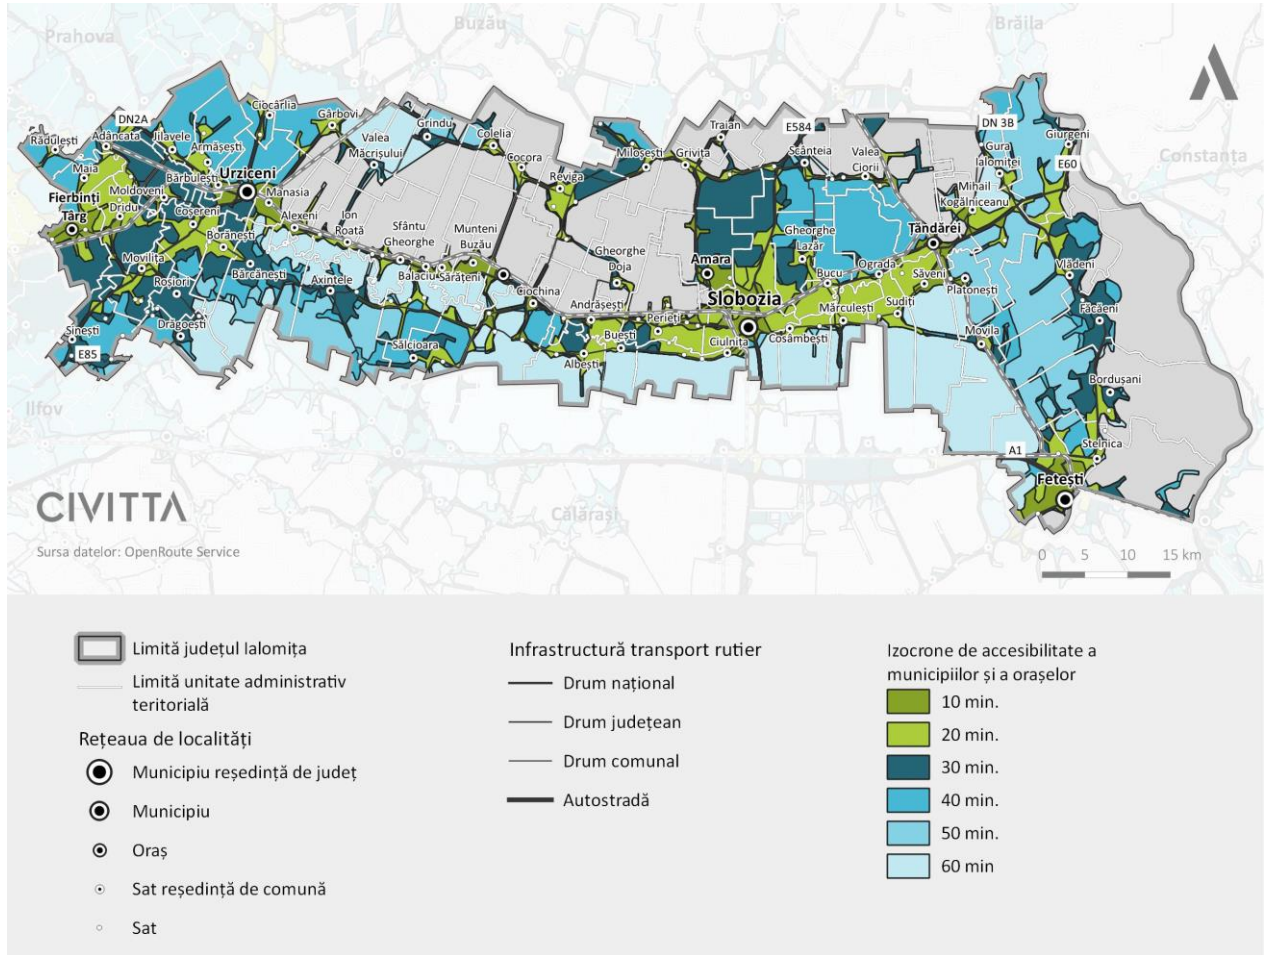 Prahova
Buzău
Brăila
Ciocârlia
DN2A
Gârbovi
Grindu
Colelia
Traian
E584
DN 3B
Giurgeni
Rădulești
Adâncata
Jilavele
Armășești
Valea
Măcrișului
Cocora
Miloșești
Grivița
Scânteia
Valea
Ciorii
Gura
Ialomiței
E60
Constanța
Maia
Bărbulești
Urziceni
Reviga
Mihail
Kogălniceanu
Fierbinți
Târg
Moldoveni
Dridu
Manasia
Coșereni
Alexeni
Ion
Roată
Sfântu
Gheorghe
Munteni
Buzău
Gheorghe
Lazăr
Țăndărei
Borănești
Movilița
Bărcănești
Balaciu
Sărățeni
Gheorghe
Doja
Amara
Bucu
Ograda
Săveni
Vlădeni
Roșiori
Axintele
Ciochina
Andrășești
Slobozia
Platonești
Sinești
Drăgoești
Perieți
Mărculești
Sudiți
Făcăeni
E85
Sălcioara
Buești
Ciulnița
Cosâmbești
Movila
Albești
Bordușani
Ilfov
A1
Stelnica
Fetești
CIVITTA
Călărași
Sursa datelor: OpenRoute Service
0 5 10 15 km
Limită județul Ialomița
Limită unitate administrativ
teritorială
Rețeaua de localități
Municipiu reședință de județ
Municipiu
Oraș
Sat reședință de comună
Sat
Infrastructură transport rutier
Drum național
Drum județean
Drum comunal
Autostradă
Izocrone de accesibilitate a
municipiilor și a orașelor
10 min.
20 min.
30 min.
40 min.
50 min.
60 min